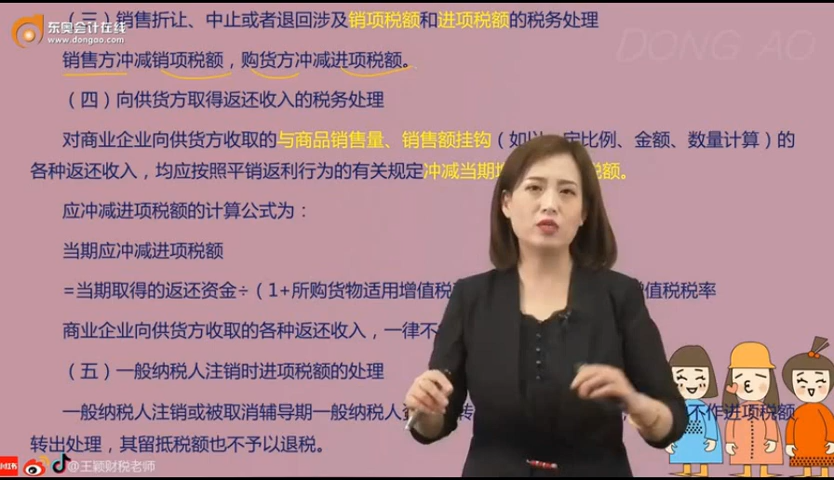 东奥会计在线
www.dongao.com
DONG AO
（三）销售折让、中止或者退回涉及销项税额和进项税额的税务处理
销售方冲减销项税额，购货方冲减进项税额。
（四）向供货方取得返还收入的税务处理
对商业企业向供货方收取的与商品销售量、销售额挂钩（如以一定比例、金额、数量计算）的
各种返还收入，均应按照平销返利行为的有关规定冲减当期 税额。
应冲减进项税额的计算公式为：
当期应冲减进项税额
=当期取得的返还资金÷（1+所购货物适用增值税 增值税税率
商业企业向供货方收取的各种返还收入，一律不
（五）一般纳税人注销时进项税额的处理
一般纳税人注销或被取消辅导期一般纳税人 转 不作进项税额
转出处理，其留抵税额也不予以退税。
小红书
@王颖财税老师